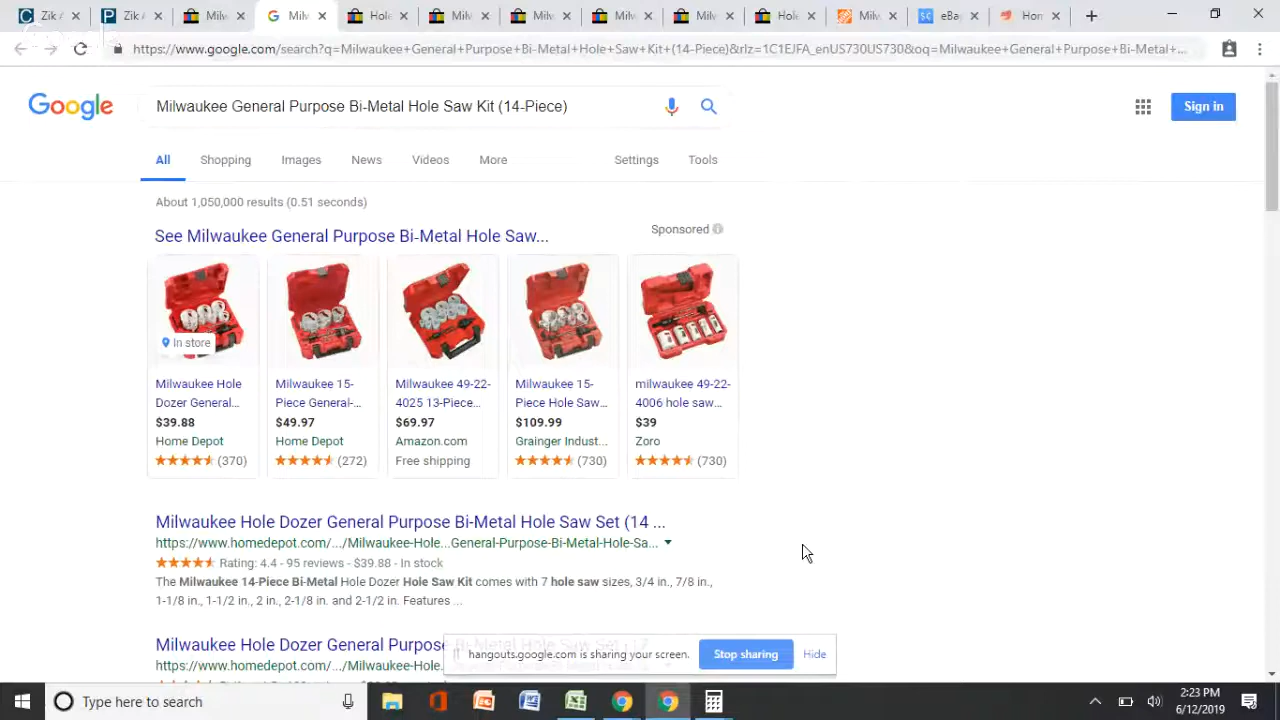 Zik A
Zik A
Milwa
Milv
Hole
Milw
Milw
Milw
Milw
Hole
Milw
eBay
Hom
https://www.google.com/search?q=Milwaukee+General+Purpose+Bi-Metal+Hole+Saw+Kit+(14-Piece)&rlz=1C1EJFA_enUS730US730&oq=Milwaukee+General+Purpose+Bi-Metal+...
Google
Milwaukee General Purpose Bi-Metal Hole Saw Kit (14-Piece)
Sign in
All Shopping Images News Videos More Settings Tools
About 1,050,000 results (0.51 seconds)
See Milwaukee General Purpose Bi-Metal Hole Saw...
Sponsored
In store
Milwaukee Hole
Dozer General...
$39.88
Home Depot
(370)
Milwaukee 15-
Piece General-...
$49.97
Home Depot
(272)
Milwaukee 49-22-
4025 13-Piece...
$69.97
Amazon.com
Free shipping
Milwaukee 15-
Piece Hole Saw...
$109.99
Grainger Indust...
(730)
milwaukee 49-22-
4006 hole saw...
$39
Zoro
(730)
Milwaukee Hole Dozer General Purpose Bi-Metal Hole Saw Set (14 ...
https://www.homedepot.com/.../Milwaukee-Hole...General-Purpose-Bi-Metal-Hole-Sa...
Rating: 4.4 - 95 reviews - $39.88 - In stock
The Milwaukee 14-Piece Bi-Metal Hole Dozer Hole Saw Kit comes with 7 hole saw sizes, 3/4 in., 7/8 in.,
1-1/8 in., 1-1/2 in., 2 in., 2-1/8 in. and 2-1/2 in. Features ...
Milwaukee Hole Dozer General Purpose
https://www.homedepot.com/.../Milwaukee-Hole.
hangouts.google.com is sharing your screen.
Stop sharing
Hide
Type here to search
2:23 PM
6/12/2019